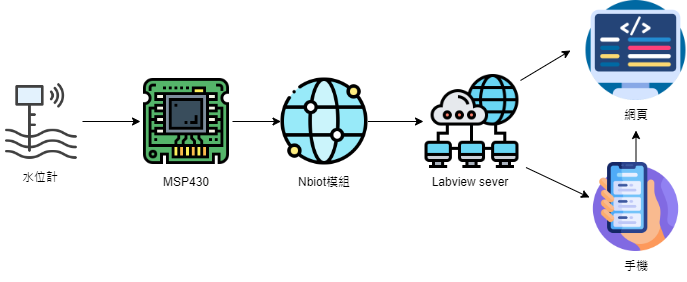 </>
網頁
水位計
MSP430
Nbiot模組
Labview sever
手機